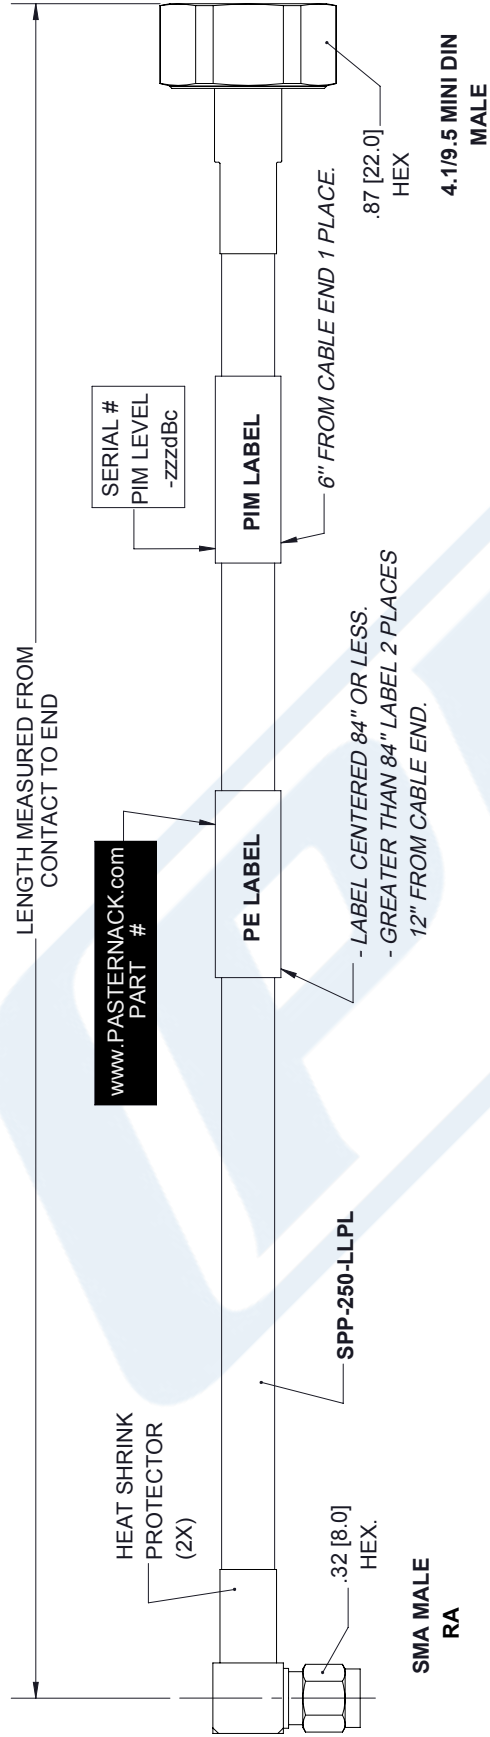 LENGTH MEASURED FROM
CONTACT TO END
HEAT SHRINK
PROTECTOR
(2X)
www.PASTERNACK.com
PART #
SERIAL #
PIM LEVEL
-zzzdBc
PE LABEL
PIM LABEL
.32 [8.0]
HEX.
SMA MALE
RA
SPP-250-LLPL
- LABEL CENTERED 84" OR LESS.
- GREATER THAN 84" LABEL 2 PLACES
12" FROM CABLE END.
6" FROM CABLE END 1 PLACE.
.87 [22.0]
HEX
4.1/9.5 MINI DIN
MALE